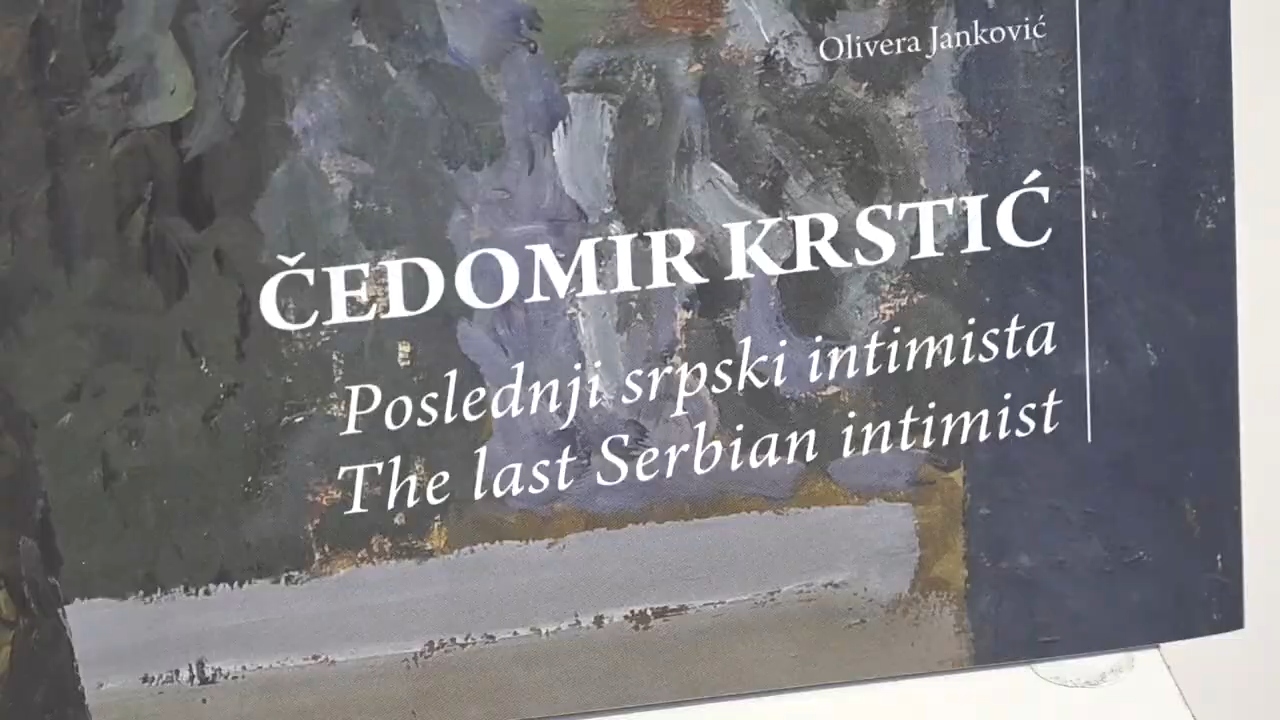 Olivera Janković
ČEDOMIR KRSTIĆ
Poslednji srpski intimista
The last Serbian intimist